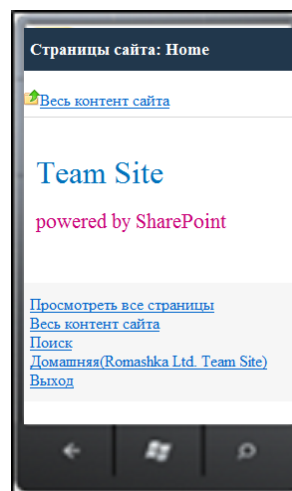 Страницы сайта: Home
Весь контент сайта
Team Site
powered by SharePoint
Просмотреть все страницы
Весь контент сайта
Поиск
Домашняя(Romashka Ltd. Team Site)
Выход